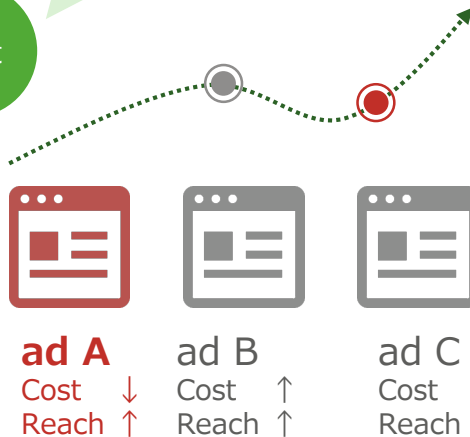 ad A
Cost ↓
Reach ↑
ad B
Cost ↑
Reach ↑
ad C
Cost
Reach